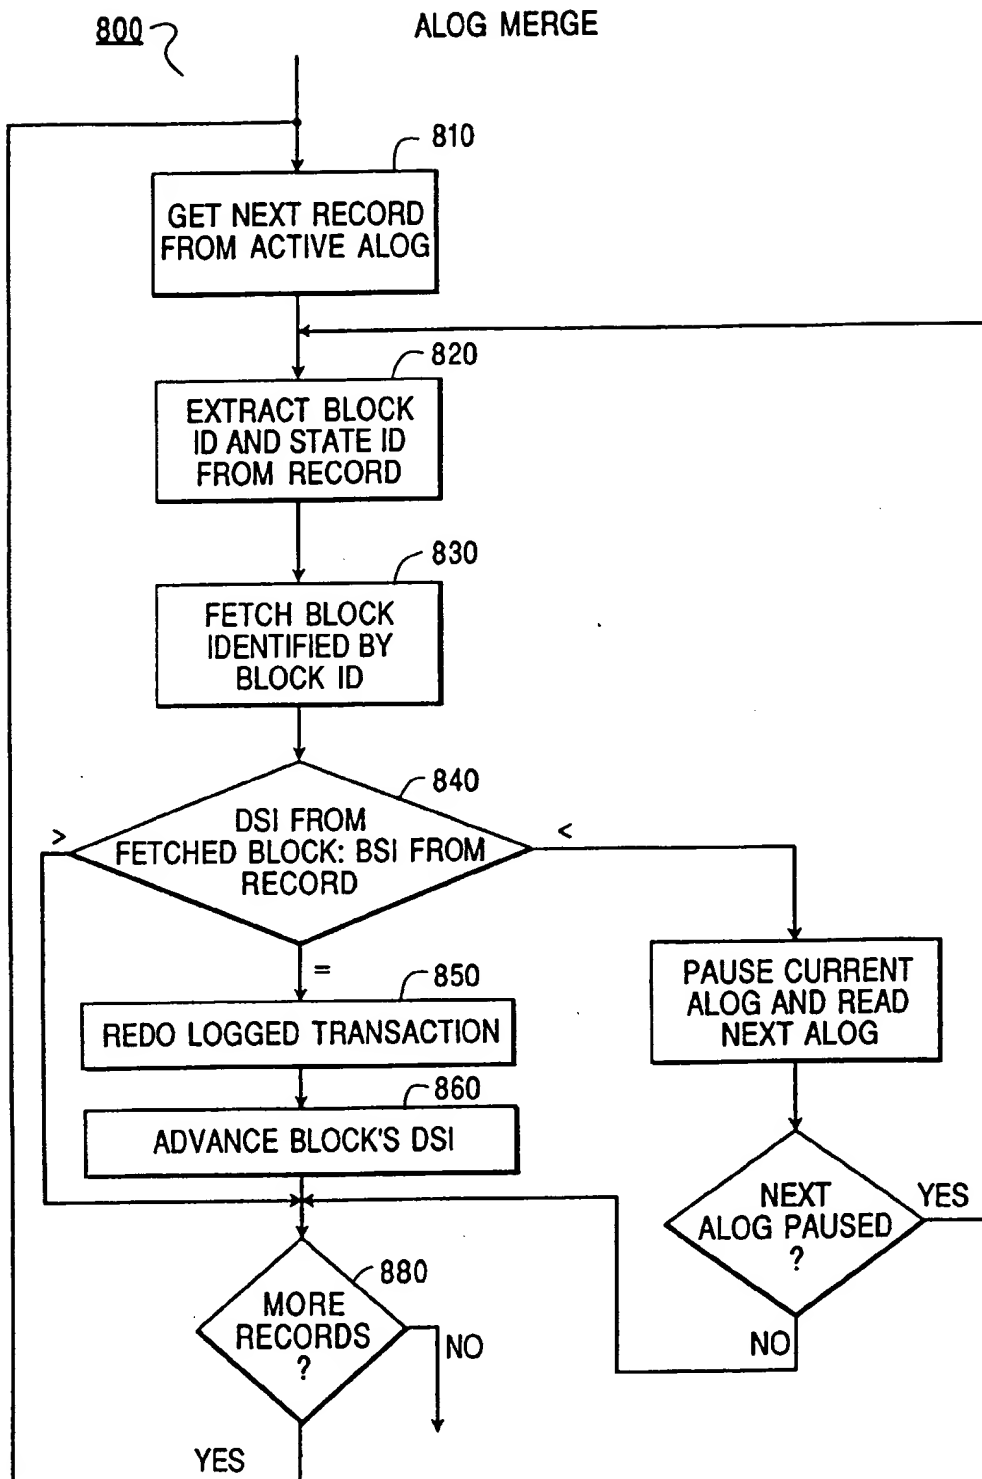 800
ALOG MERGE
810
GET NEXT RECORD
FROM ACTIVE ALOG
820
EXTRACT BLOCK
ID AND STATE ID
FROM RECORD
830
FETCH BLOCK
IDENTIFIED BY
BLOCK ID
840
DSI FROM
FETCHED BLOCK: BSI FROM
RECORD
>
<
=
850
REDO LOGGED TRANSACTION
860
ADVANCE BLOCK'S DSI
PAUSE CURRENT
ALOG AND READ
NEXT ALOG
NEXT
ALOG PAUSED
?
YES
NO
880
MORE
RECORDS
?
NO
YES